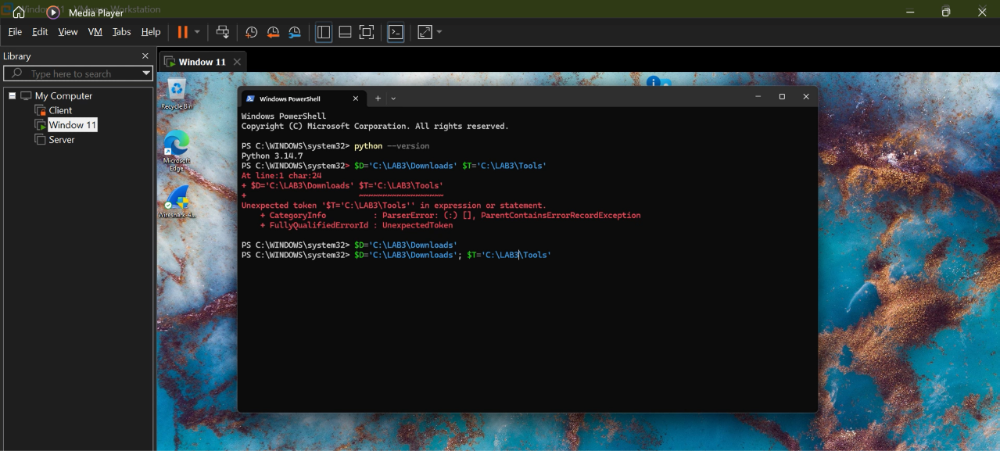 Window 11 - VMware Workstation
Media Player
File Edit View VM Tabs Help
Library
Type here to search
My Computer
Client
Window 11
Server
Window 11
Recycle Bin
Microsoft
Edge
Wireshark-4...
Windows PowerShell
Windows PowerShell
Copyright (C) Microsoft Corporation. All rights reserved.
PS C:\WINDOWS\system32> python --version
Python 3.14.7
PS C:\WINDOWS\system32> $D='C:\LAB3\Downloads' $T='C:\LAB3\Tools'
At line:1 char:24
+ $D='C:\LAB3\Downloads' $T='C:\LAB3\Tools'
+                        ~~~~~~~~~~~~~~~~~~
Unexpected token '$T='C:\LAB3\Tools'' in expression or statement.
    + CategoryInfo          : ParserError: (:) [], ParentContainsErrorRecordException
    + FullyQualifiedErrorId : UnexpectedToken
PS C:\WINDOWS\system32> $D='C:\LAB3\Downloads'
PS C:\WINDOWS\system32> $D='C:\LAB3\Downloads'; $T='C:\LAB3\Tools'